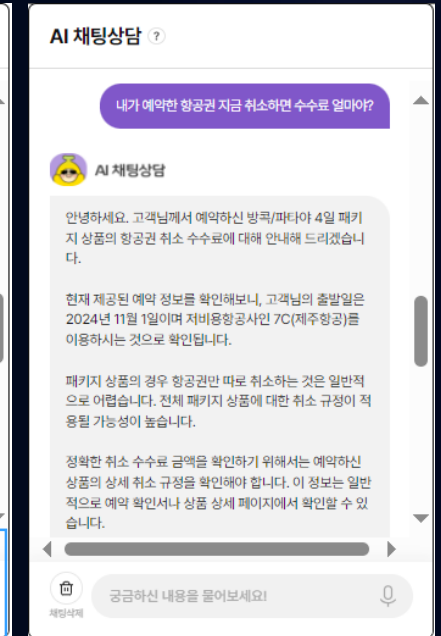 AI 채팅상담 ?
내가 예약한 항공권 지금 취소하면 수수료 얼마야?
AI 채팅상담
안녕하세요. 고객님께서 예약하신 방콕/파타야 4일 패키
지 상품의 항공권 취소 수수료에 대해 안내해 드리겠습니
다.
현재 제공된 예약 정보를 확인해보니, 고객님의 출발일은
2024년 11월 1일이며 저비용항공사인 7C(제주항공)를
이용하시는 것으로 확인됩니다.
패키지 상품의 경우 항공권만 따로 취소하는 것은 일반적
으로 어렵습니다. 전체 패키지 상품에 대한 취소 규정이 적
용될 가능성이 높습니다.
정확한 취소 수수료 금액을 확인하기 위해서는 예약하신
상품의 상세 취소 규정을 확인해야 합니다. 이 정보는 일반
적으로 예약 확인서나 상품 상세 페이지에서 확인할 수 있
습니다.
궁금하신 내용을 물어보세요!
채팅삭제